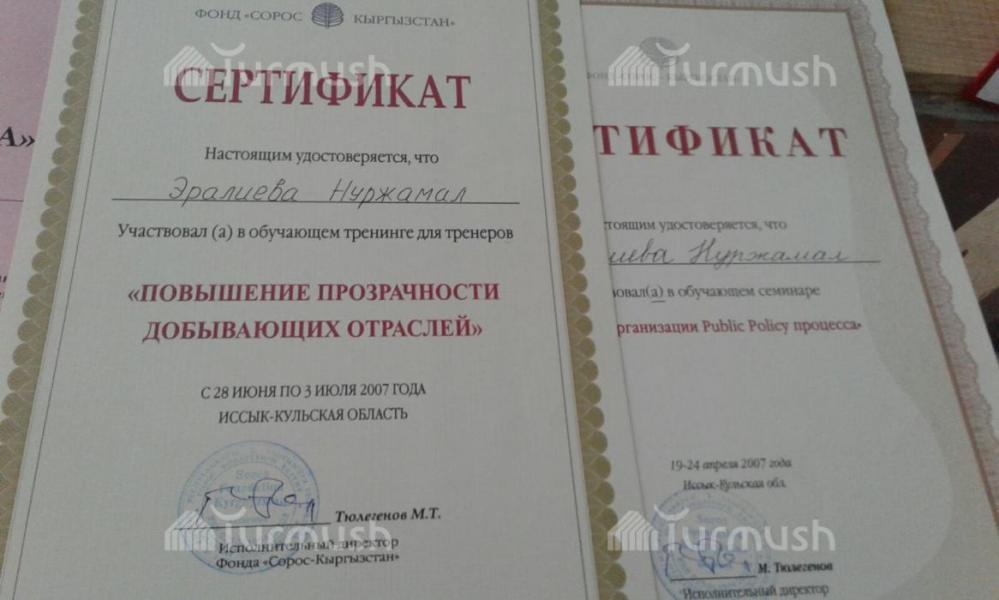 А»
ФОНД «СОРОС КЫРГЫЗСТАН»
СЕРТИФИКАТ
Настоящим удостоверяется, что
Эралиева Нуржамал
Участвовал (а) в обучающем тренинге для тренеров
«ПОВЫШЕНИЕ ПРОЗРАЧНОСТИ
ДОБЫВАЮЩИХ ОТРАСЛЕЙ»
С 28 ИЮНЯ ПО 3 ИЮЛЯ 2007 ГОДА
ИССЫК-КУЛЬСКАЯ ОБЛАСТЬ
Тюлегенов М.Т.
Исполнительный директор
Фонда «Сорос-Кыргызстан»
ТИФИКАТ
стоящим удостоверяется, что
иева Нуржамал
вовал(а) в обучающем семинаре
рганизации Public Policy процесса»
19-24 апреля 2007 года
Иссык-Кульская обл.
М. Тюлегенов
Исполнительный директор
Turmush
Turmush
Turmush
Turmush